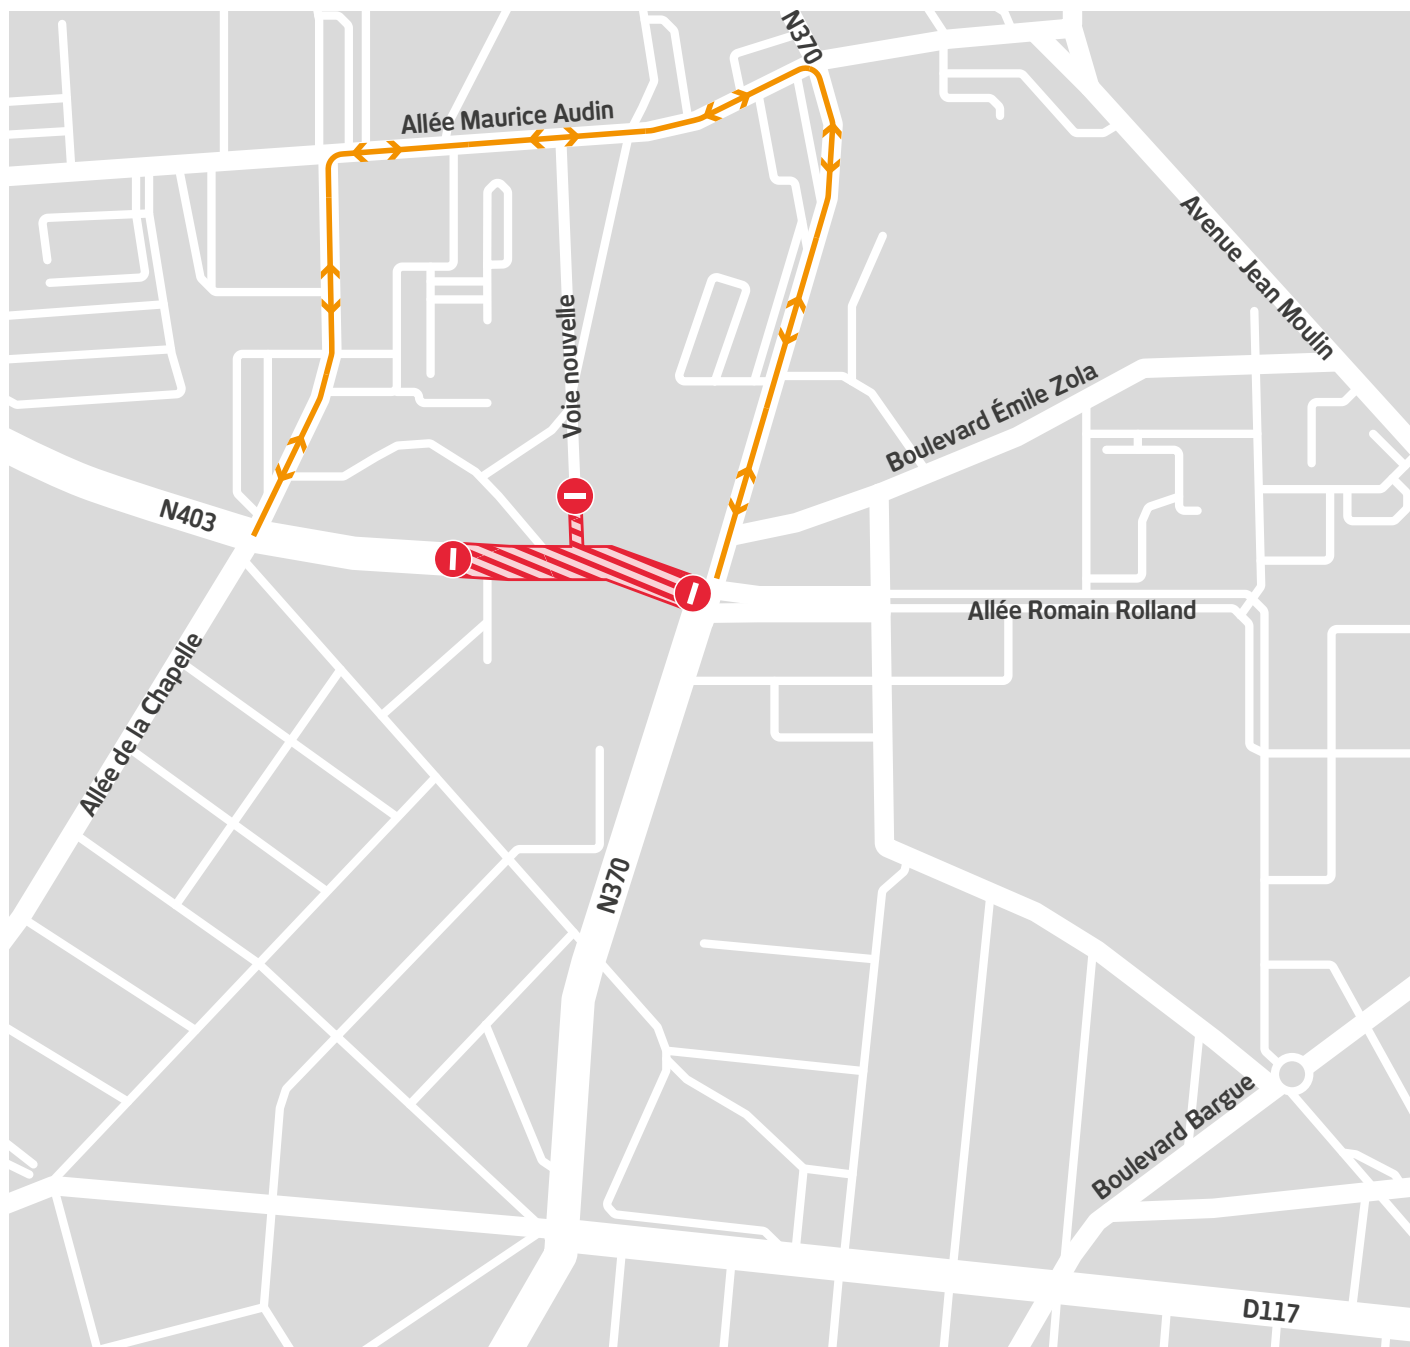 N370
Allée Maurice Audin
Avenue Jean Moulin
Voie nouvelle
Boulevard Émile Zola
N403
Allée Romain Rolland
Allée de la Chapelle
N370
Boulevard Bargue
D117